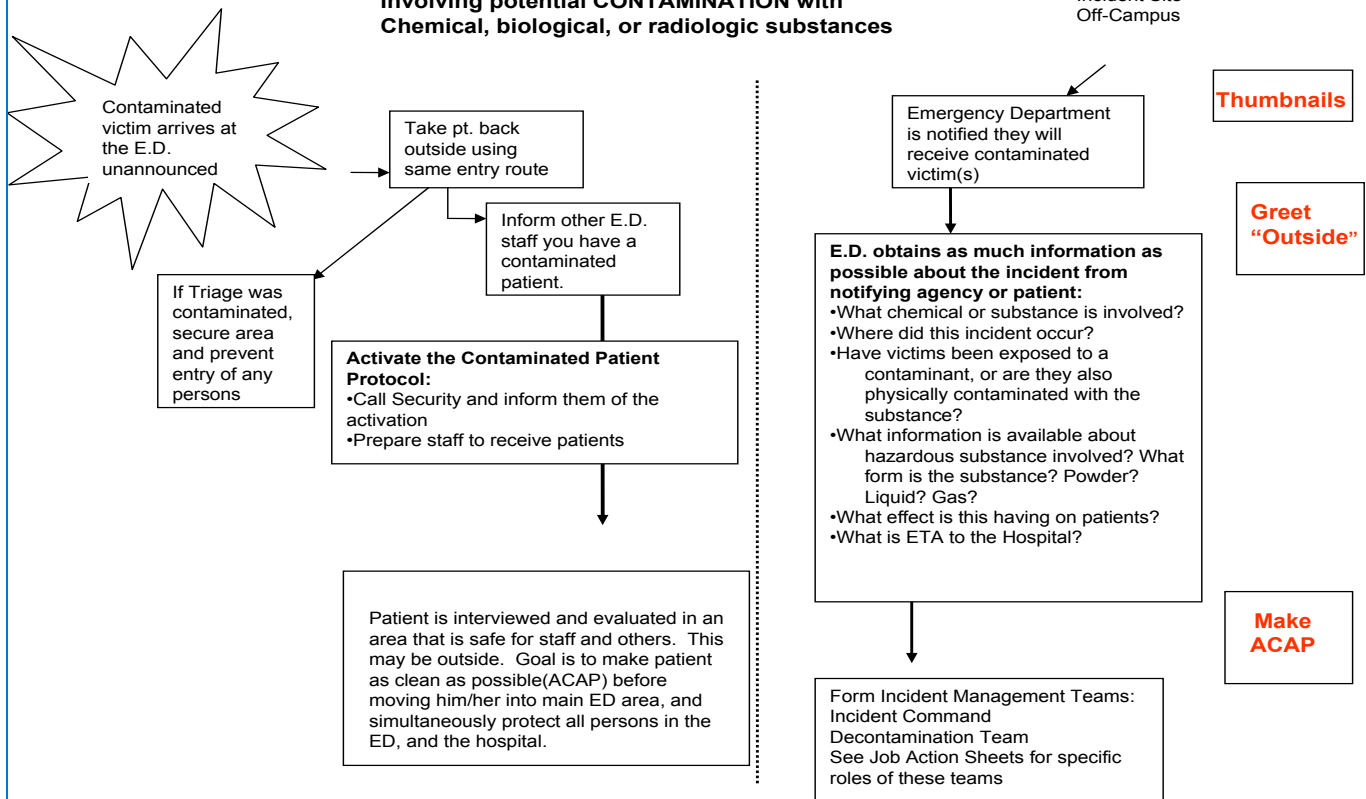 Involving potential CONTAMINATION with
Chemical, biological, or radiologic substances
Incident Site
Off-Campus
Contaminated
victim arrives at
the E.D.
unannounced
Take pt. back
outside using
same entry route
Inform other E.D.
staff you have a
contaminated
patient.
If Triage was
contaminated,
secure area
and prevent
entry of any
persons
Activate the Contaminated Patient
Protocol:
•Call Security and inform them of the
activation
•Prepare staff to receive patients
Patient is interviewed and evaluated in an
area that is safe for staff and others.  This
may be outside.  Goal is to make patient
as clean as possible(ACAP) before
moving him/her into main ED area, and
simultaneously protect all persons in the
ED, and the hospital.
Emergency Department
is notified they will
receive contaminated
victim(s)
E.D. obtains as much information as
possible about the incident from
notifying agency or patient:
•What chemical or substance is involved?
•Where did this incident occur?
•Have victims been exposed to a
contaminant, or are they also
physically contaminated with the
substance?
•What information is available about
hazardous substance involved? What
form is the substance? Powder?
Liquid? Gas?
•What effect is this having on patients?
•What is ETA to the Hospital?
Form Incident Management Teams:
Incident Command
Decontamination Team
See Job Action Sheets for specific
roles of these teams
Thumbnails
Greet
“Outside”
Make
ACAP